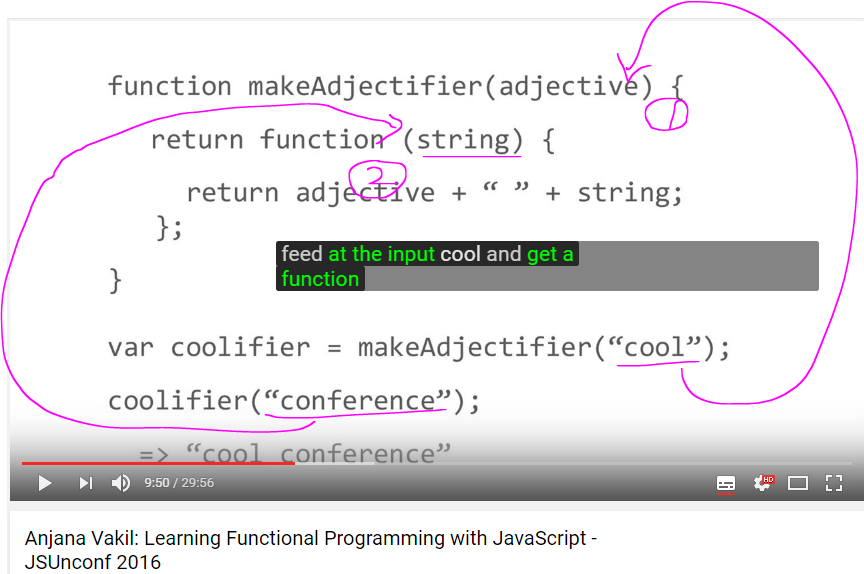 function makeAdjectifier(adjective) {
1
return function (string) {
2
return adjective + “ ” + string;
};
feed at the input cool and get a
function
}
var coolifier = makeAdjectifier(“cool”);
coolifier(“conference”);
=> “cool conference”
9:50 / 29:56
HD
Anjana Vakil: Learning Functional Programming with JavaScript -
JSUnconf 2016